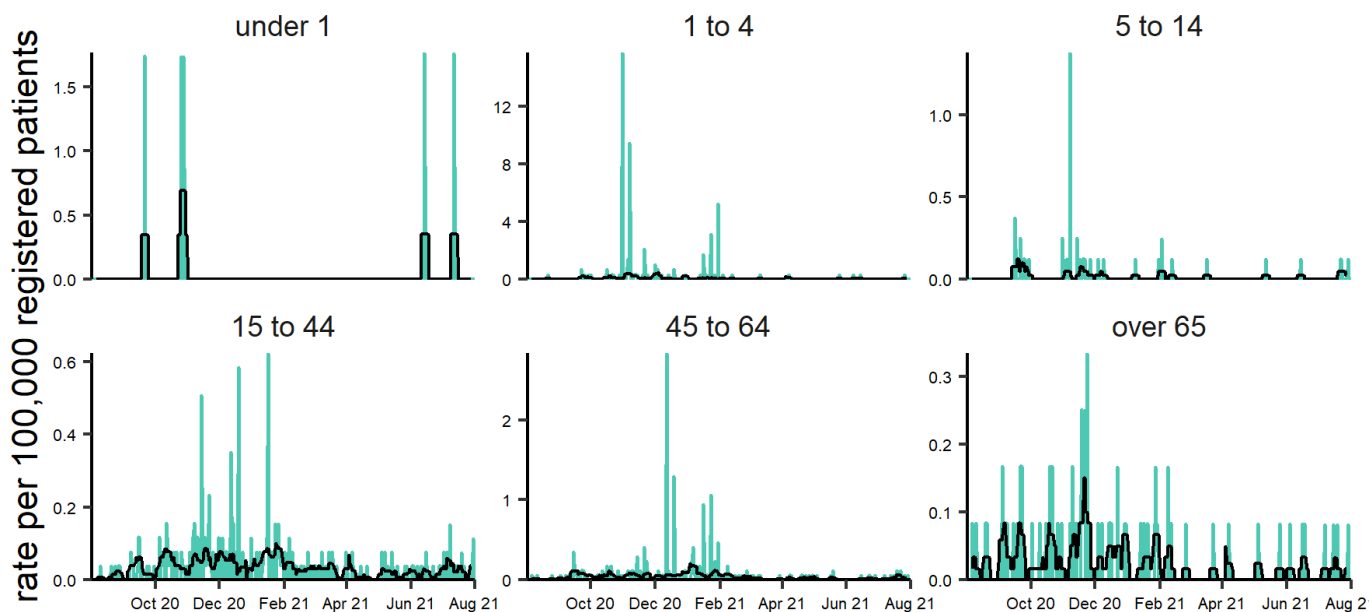 rate per 100,000 registered patients
under 1
1 to 4
5 to 14
1.5
1.0
0.5
0.0
12
8
4
0
1.0
0.5
0.0
15 to 44
45 to 64
over 65
0.6
0.4
0.2
0.0
2
1
0
0.3
0.2
0.1
0.0
Oct 20 Dec 20 Feb 21 Apr 21 Jun 21 Aug 21
Oct 20 Dec 20 Feb 21 Apr 21 Jun 21 Aug 21
Oct 20 Dec 20 Feb 21 Apr 21 Jun 21 Aug